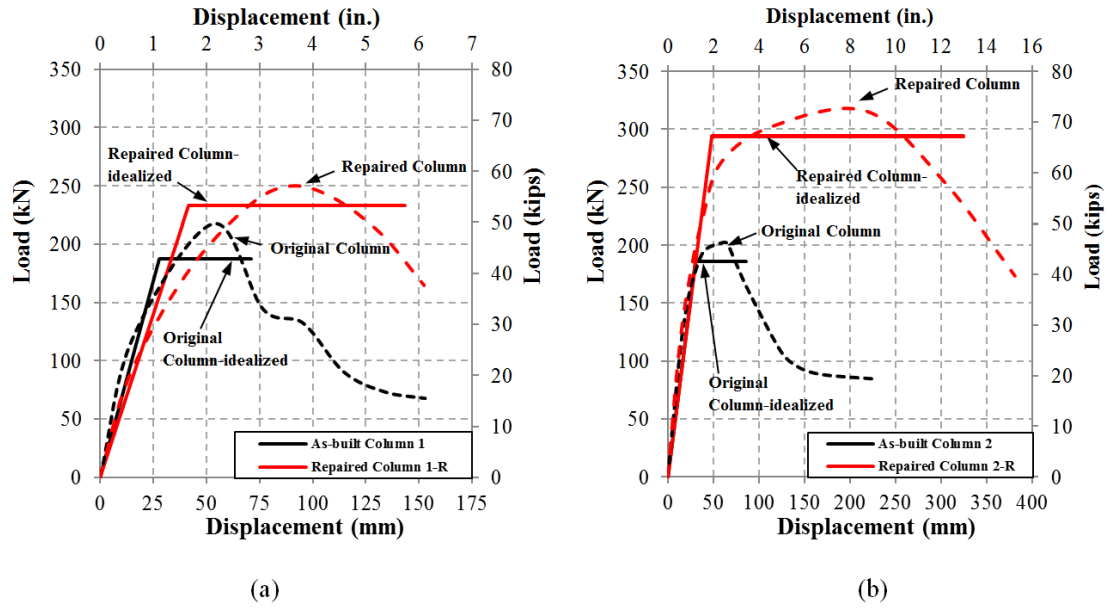 Displacement (in.)
0 1 2 3 4 5 6 7
350
300
250
200
150
100
50
0
Load (kN)
80
70
60
50
40
30
20
10
0
Load (kips)
Repaired Column-
idealized
Repaired Column
Original Column
Original
Column-idealized
As-built Column 1
Repaired Column 1-R
0 25 50 75 100 125 150 175
Displacement (mm)
(a)
Displacement (in.)
0 2 4 6 8 10 12 14 16
350
300
250
200
150
100
50
0
Load (kN)
80
70
60
50
40
30
20
10
0
Load (kips)
Repaired Column
Repaired Column-
idealized
Original Column
Original
Column-idealized
As-built Column 2
Repaired Column 2-R
0 50 100 150 200 250 300 350 400
Displacement (mm)
(b)